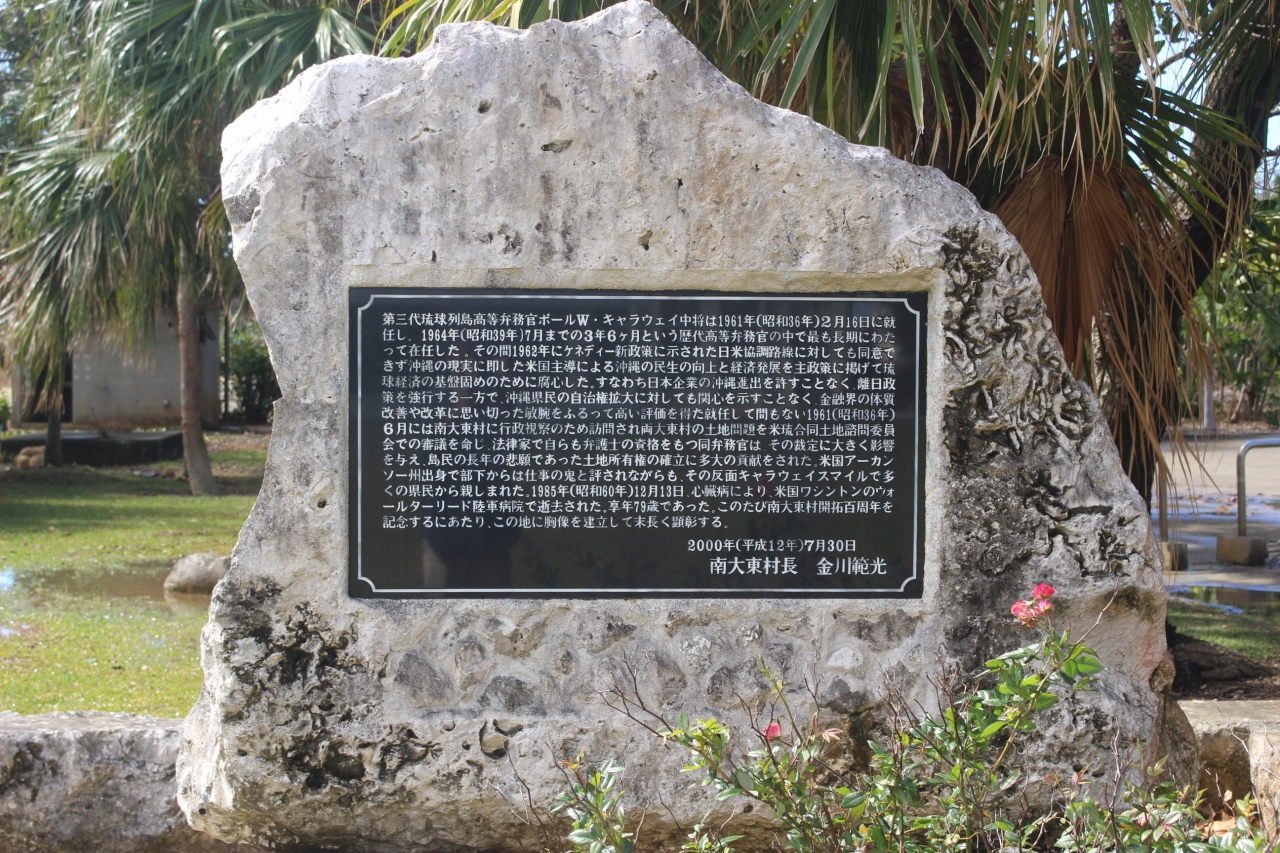 第三代琉球列島高等弁務官ポールW・キャラウェイ中将は1961年(昭和36年)2月16日に就
任し、1964年(昭和39年)7月までの3年6ヶ月という歴代高等弁務官の中で最も長期にわた
って在任した。その間1962年にケネディー新政策に示された日米協調路線に対しても同意で
きず沖縄の現実に即した米国主導による沖縄の民生の向上と経済発展を主政策に掲げて琉
球経済の基盤固めのために腐心した。すなわち日本企業の沖縄進出を許すことなく、離日政
策を強行する一方で、沖縄県民の自治権拡大に対しても関心を示すことなく、金融界の体質
改善や改革に思い切った敏腕をふるって高い評価を得た就任して間もない1961(昭和36年)
6月には南大東村に行政視察のため訪問され両大東村の土地問題を米琉合同土地諮問委員
会での審議を命じ、法律家で自らも弁護士の資格をもつ同弁務官は、その裁定に大きく影響
を与え、島民の長年の悲願であった土地所有権の確立に多大の貢献をされた。米国アーカン
ソー州出身で部下からは仕事の鬼と評されながらも、その反面キャラウェイスマイルで多
くの県民から親しまれた。1985年(昭和60年)12月13日、心臓病により、米国ワシントンのウォ
ールターリード陸軍病院で逝去された。享年79歳であった。このたび南大東村開拓百周年を
記念するにあたり、この地に胸像を建立して末長く顕彰する。
2000年(平成12年)7月30日
南大東村長　金川範光